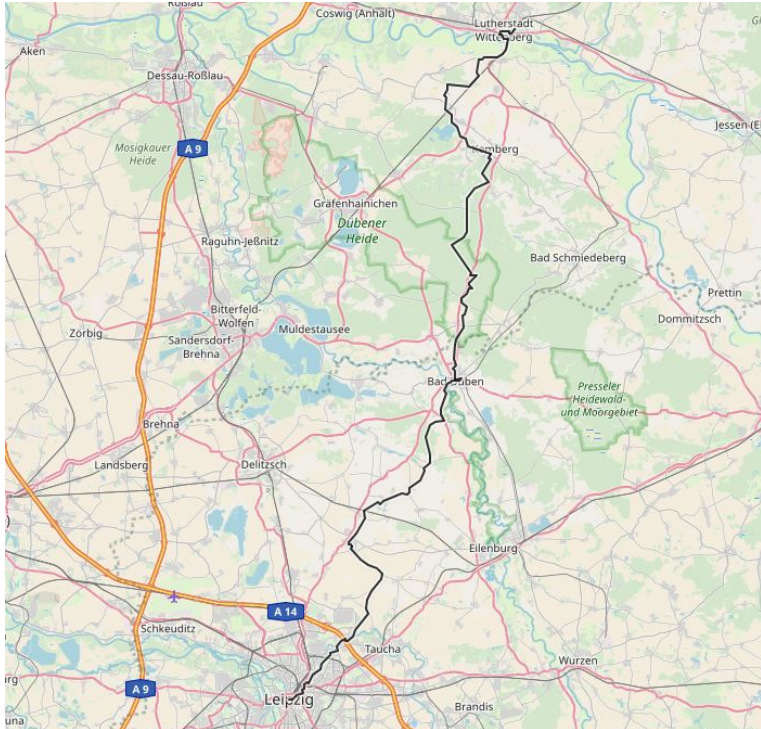 Roßlau
Coswig (Anhalt)
Lutherstadt
Wittenberg
Aken
Dessau-Roßlau
Jessen (E
A 9
Mosigkauer
Heide
Kemberg
Gräfenhainichen
Dübener
Heide
Raguhn-Jeßnitz
Bad Schmiedeberg
Prettin
Bitterfeld-
Wolfen
Muldestausee
Dommitzsch
Zörbig
Sandersdorf-
Brehna
Bad Düben
Presseler
Heidewald-
und Moorgebiet
Brehna
Landsberg
Delitzsch
)
Eilenburg
A 14
Schkeuditz
Taucha
Wurzen
urg
A 9
Leipzig
Brandis
una